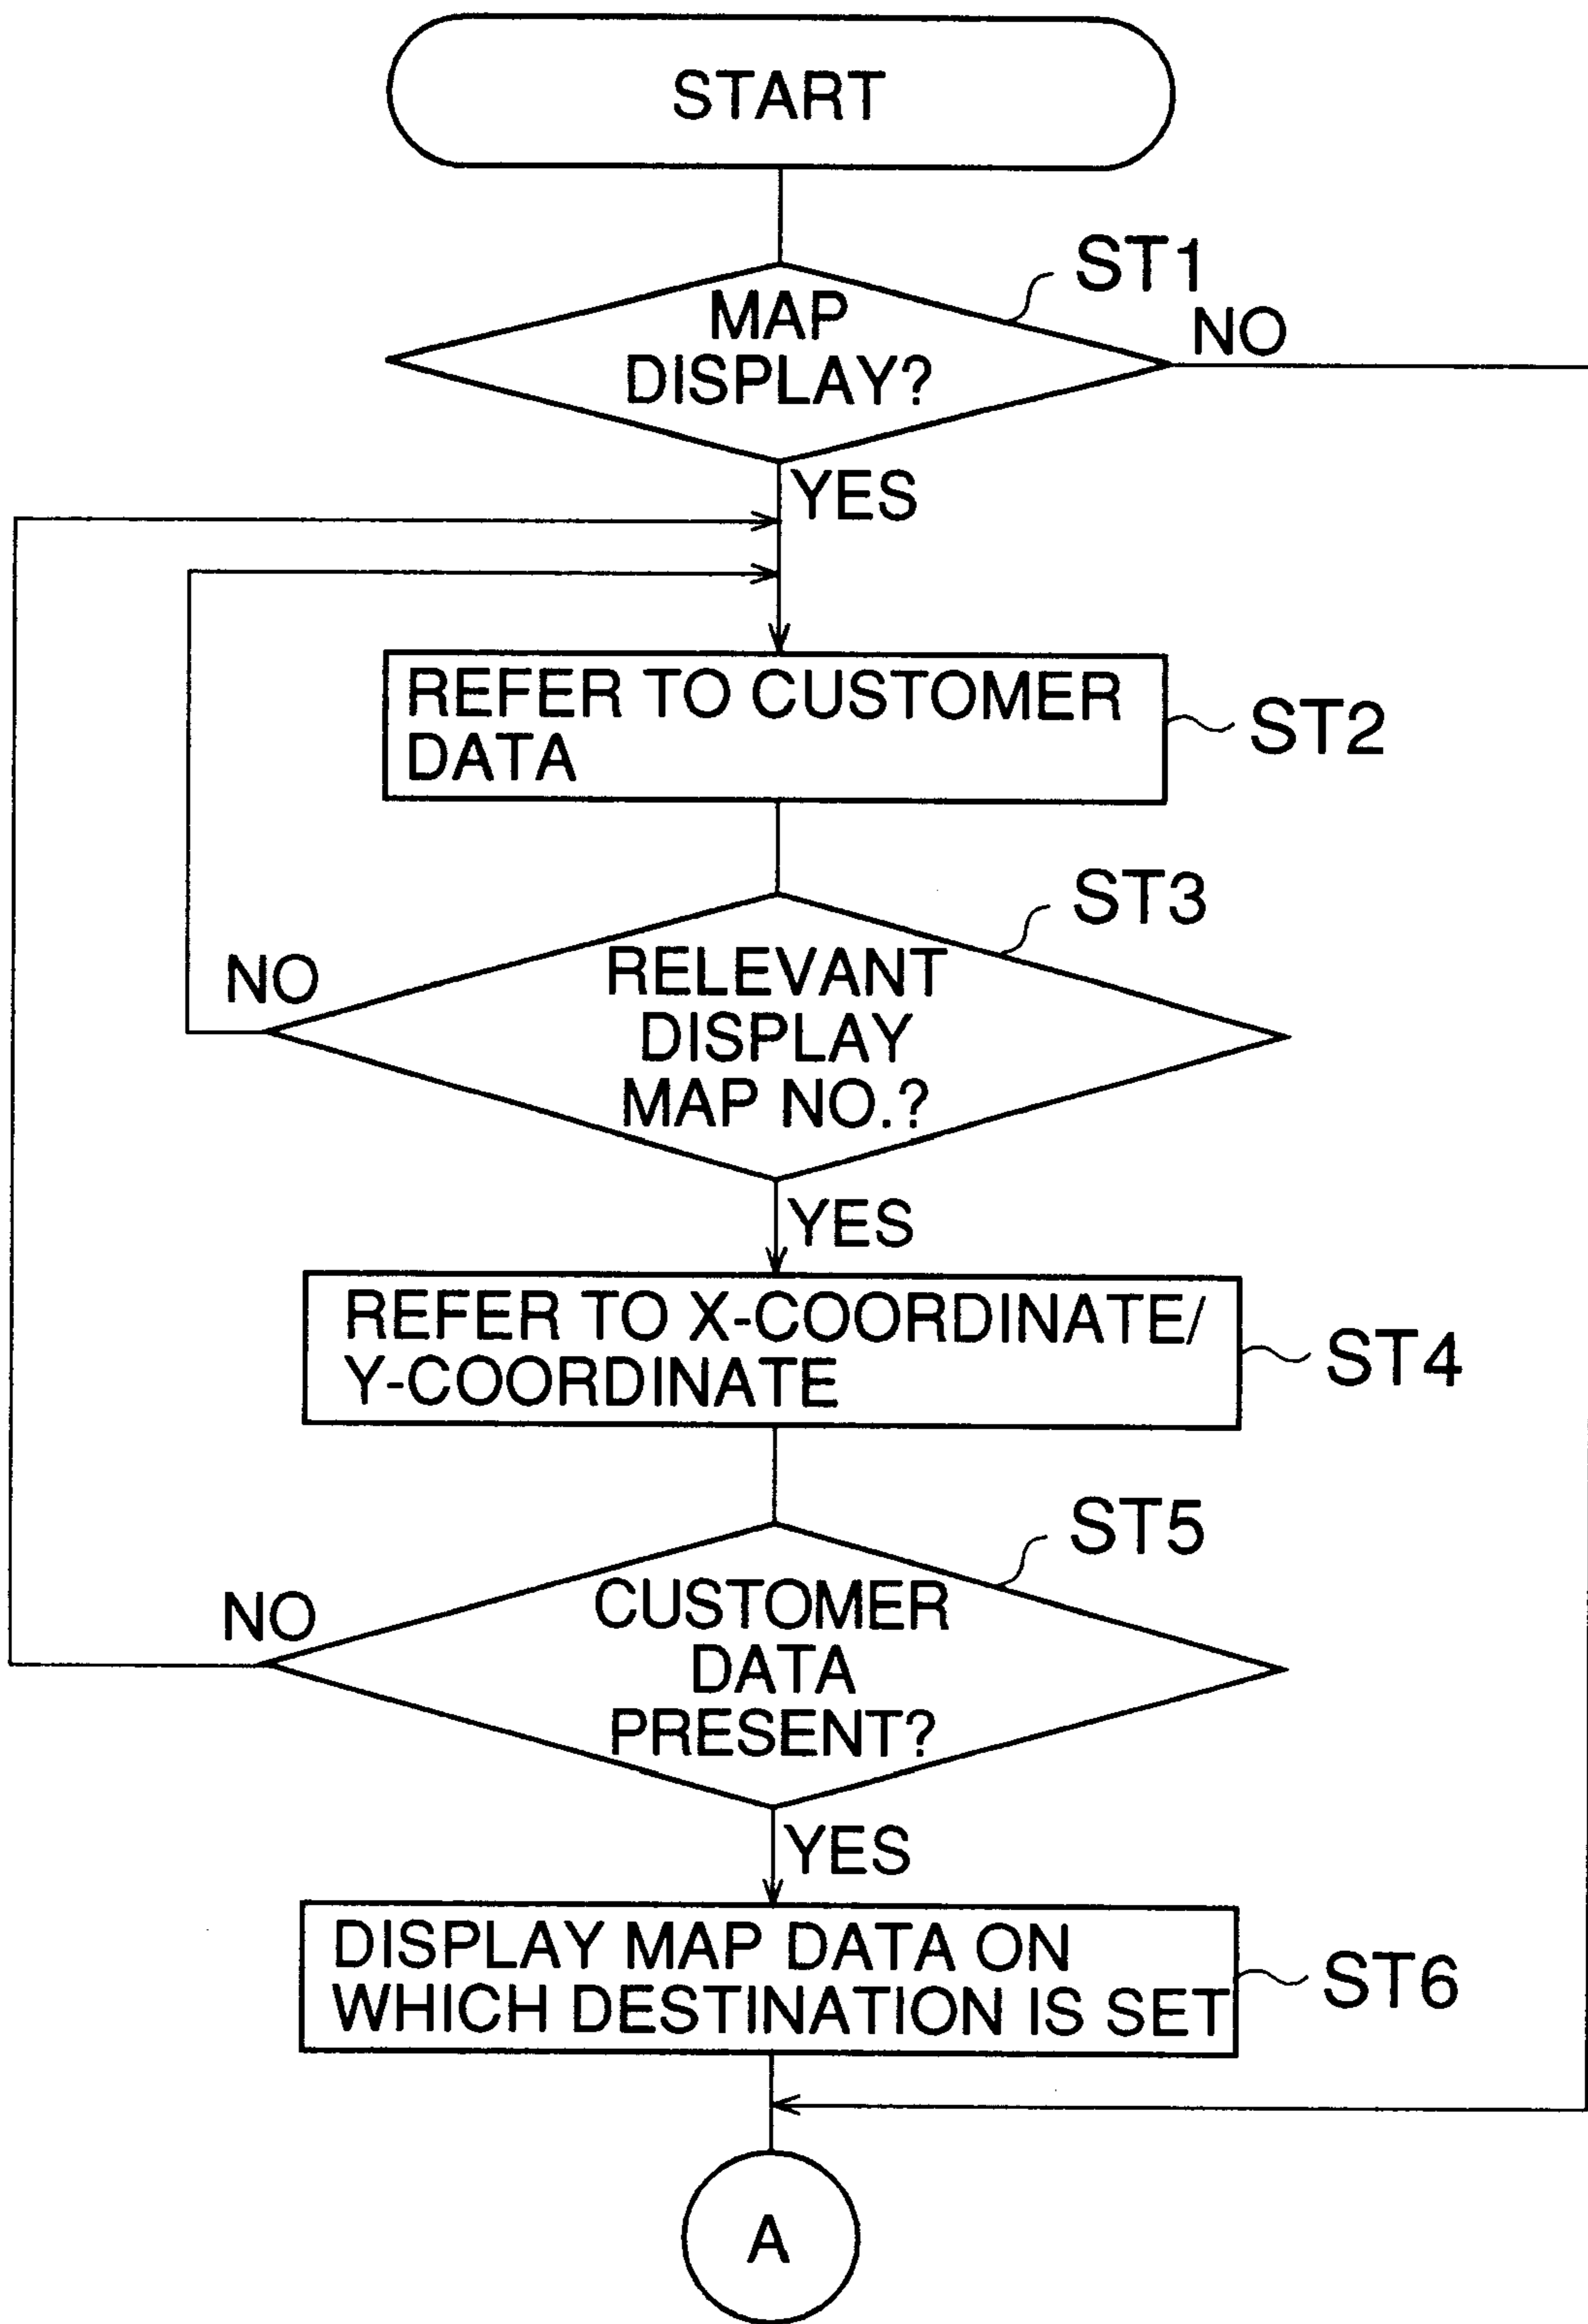 START
ST1
MAP
DISPLAY?
NO
YES
REFER TO CUSTOMER
DATA
ST2
ST3
NO
RELEVANT
DISPLAY
MAP NO.?
YES
REFER TO X-COORDINATE/
Y-COORDINATE
ST4
ST5
NO
CUSTOMER
DATA
PRESENT?
YES
DISPLAY MAP DATA ON
WHICH DESTINATION IS SET
ST6
A